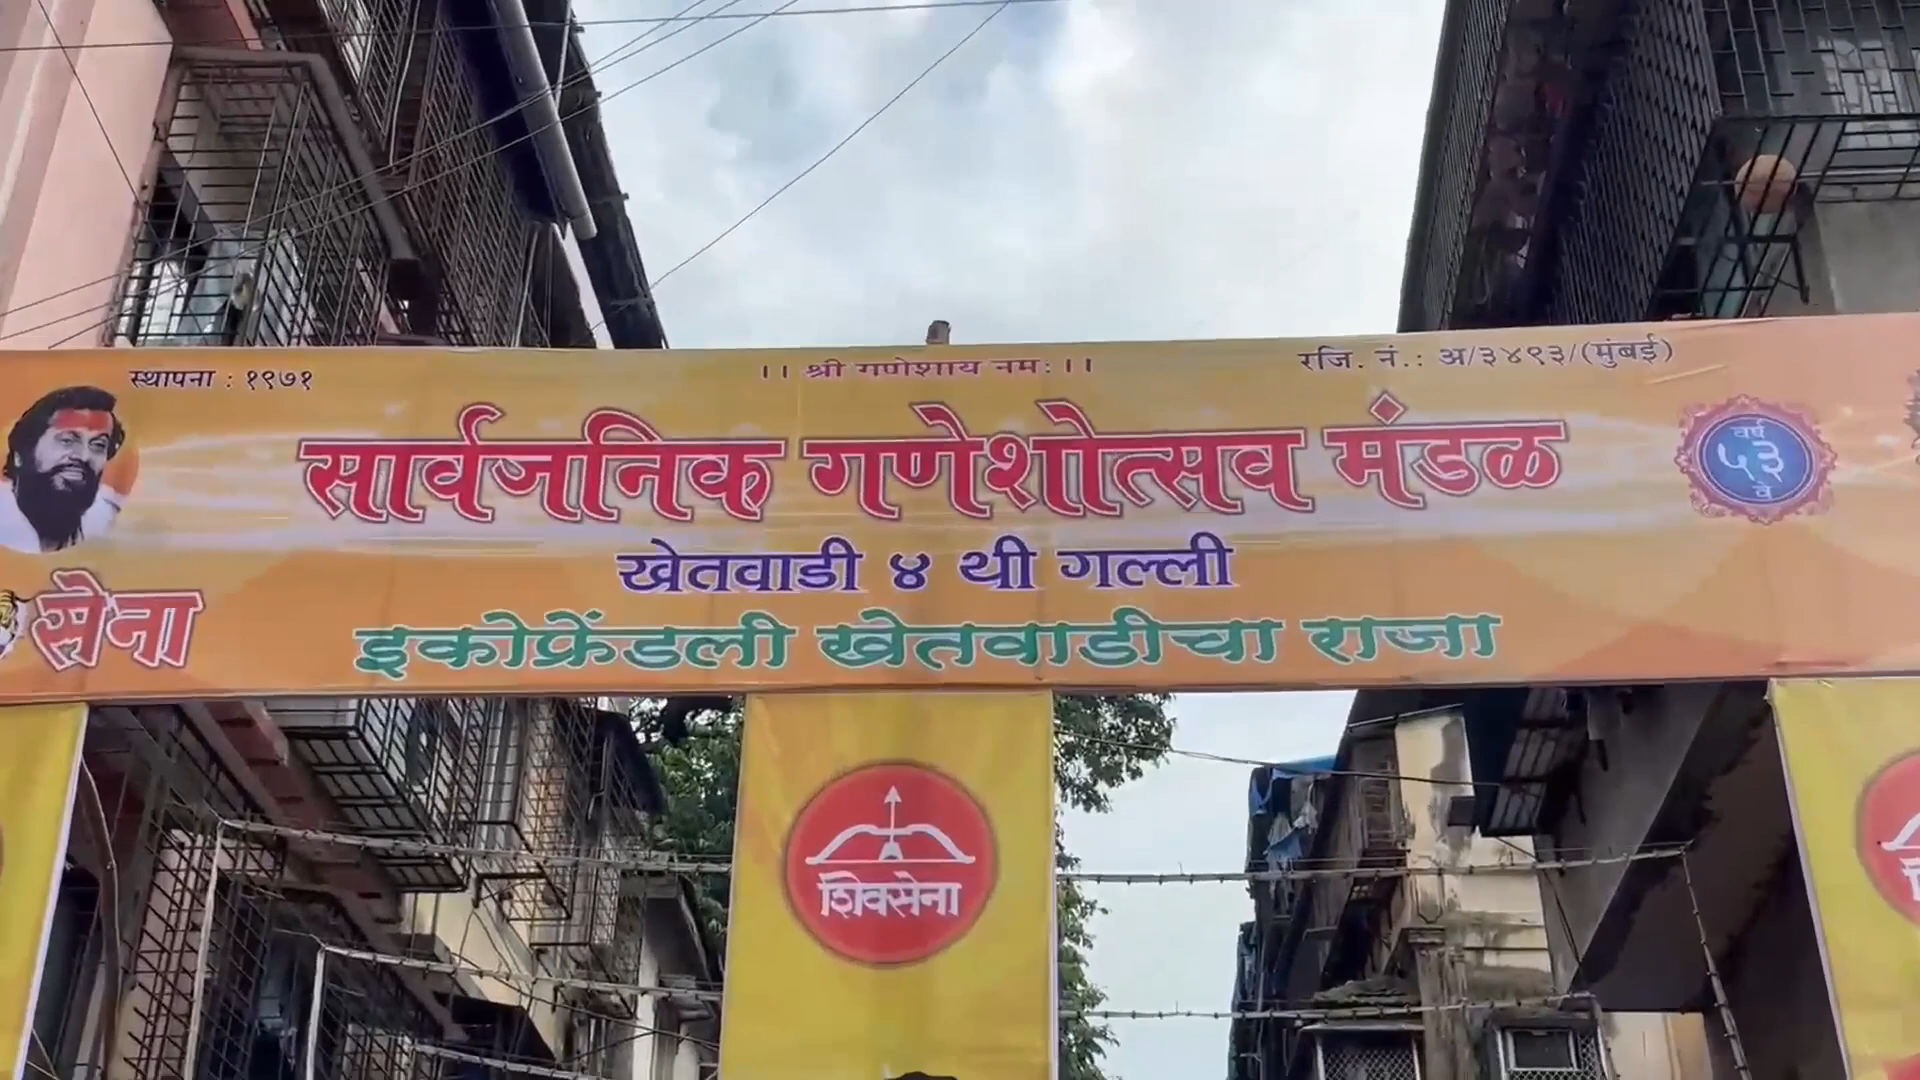 स्थापना : १९७१
।। श्री गणेशाय नमः।।
रजि. नं.: अ/३४९३/(मुंबई)
सार्वजनिक गणेशोत्सव मंडळ
वर्ष
५३
वे
खेतवाडी ४ थी गल्ली
सेना
इकोफ्रेंडली खेतवाडीचा राजा
शिवसेना